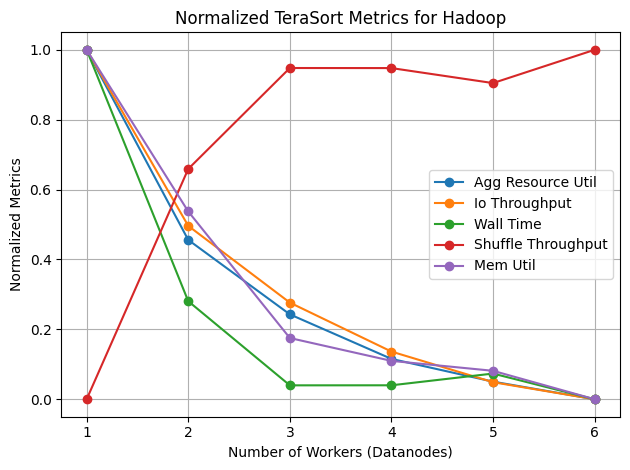 Normalized TeraSort Metrics for Hadoop
1.0
0.8
0.6
0.4
0.2
0.0
Normalized Metrics
Agg Resource Util
Io Throughput
Wall Time
Shuffle Throughput
Mem Util
1 2 3 4 5 6
Number of Workers (Datanodes)